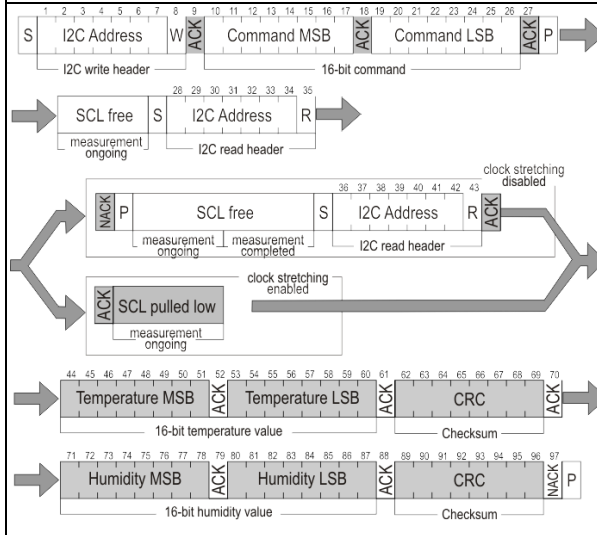 1 2 3 4 5 6 7 8 9 10 11 12 13 14 15 16 17 18 19 20 21 22 23 24 25 26 27
S I2C Address W ACK Command MSB ACK Command LSB ACK P
I2C write header 16-bit command
28 29 30 31 32 33 34 35
SCL free S I2C Address R
measurement ongoing I2C read header
clock stretching disabled
36 37 38 39 40 41 42 43
NACK P SCL free S I2C Address R ACK
measurement ongoing measurement completed I2C read header
clock stretching enabled
ACK SCL pulled low
measurement ongoing
44 45 46 47 48 49 50 51 52 53 54 55 56 57 58 59 60 61 62 63 64 65 66 67 68 69 70
Temperature MSB ACK Temperature LSB ACK CRC ACK
16-bit temperature value Checksum
71 72 73 74 75 76 77 78 79 80 81 82 83 84 85 86 87 88 89 90 91 92 93 94 95 96 97
Humidity MSB ACK Humidity LSB ACK CRC NACK P
16-bit humidity value Checksum